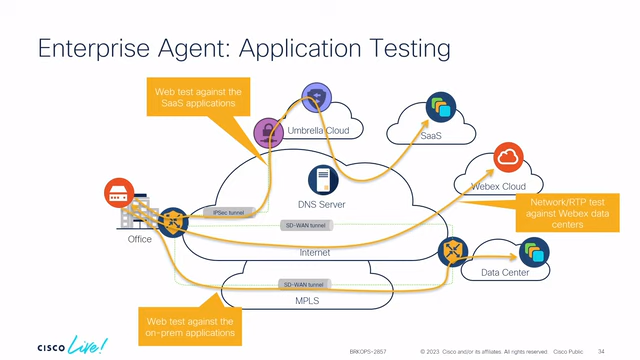 Enterprise Agent: Application Testing
Web test against the
SaaS applications
Umbrella Cloud
SaaS
Webex Cloud
DNS Server
Network/RTP test
against Webex data
centers
IPSec tunnel
SD-WAN tunnel
Office
Internet
Data Center
SD-WAN tunnel
MPLS
Web test against the
on-prem applications
CISCO Live!
BRKOPS-2857
© 2023 Cisco and/or its affiliates. All rights reserved. Cisco Public
34